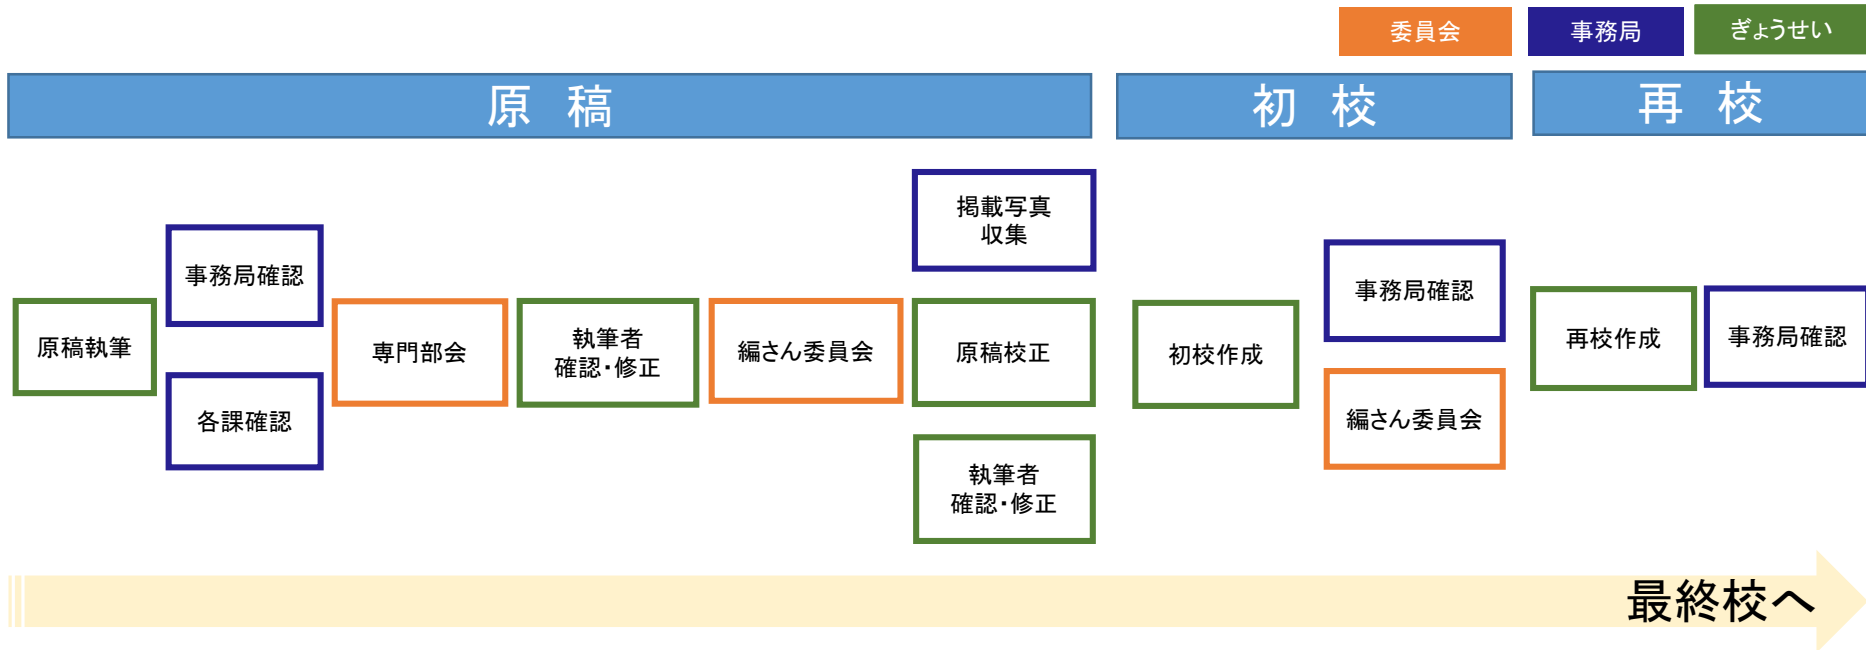 委員会
事務局
ぎょうせい
原 稿
初 校
再 校
原稿執筆
事務局確認
各課確認
専門部会
執筆者
確認・修正
編さん委員会
掲載写真
収集
原稿校正
執筆者
確認・修正
初校作成
事務局確認
編さん委員会
再校作成
事務局確認
最終校へ